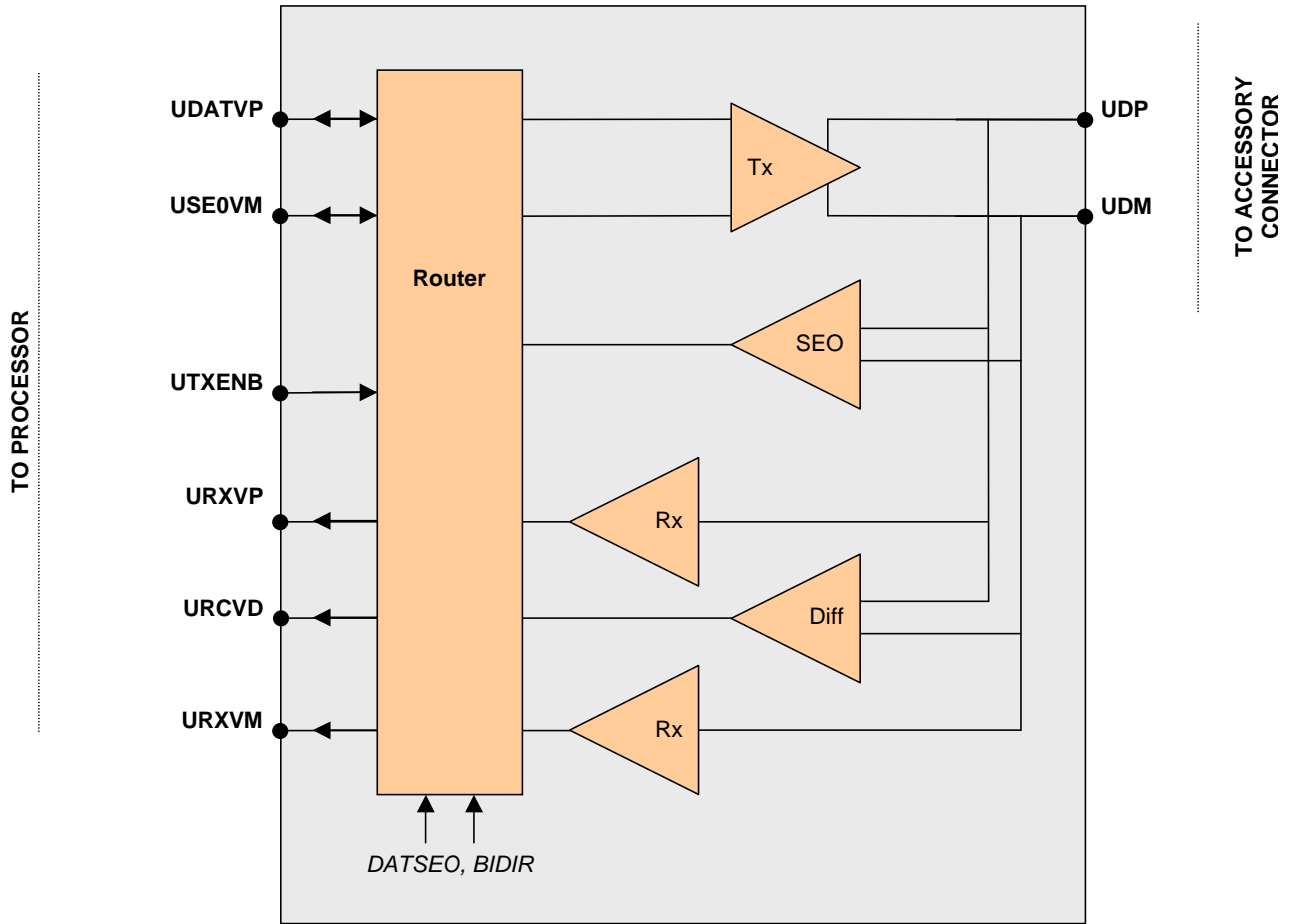 TO PROCESSOR
UDATVP
USE0VM
UTXENB
URXVP
URCVD
URXVM
Router
Tx
SEO
Rx
Diff
Rx
DATSEO, BIDIR
UDP
UDM
TO ACCESSORY
CONNECTOR